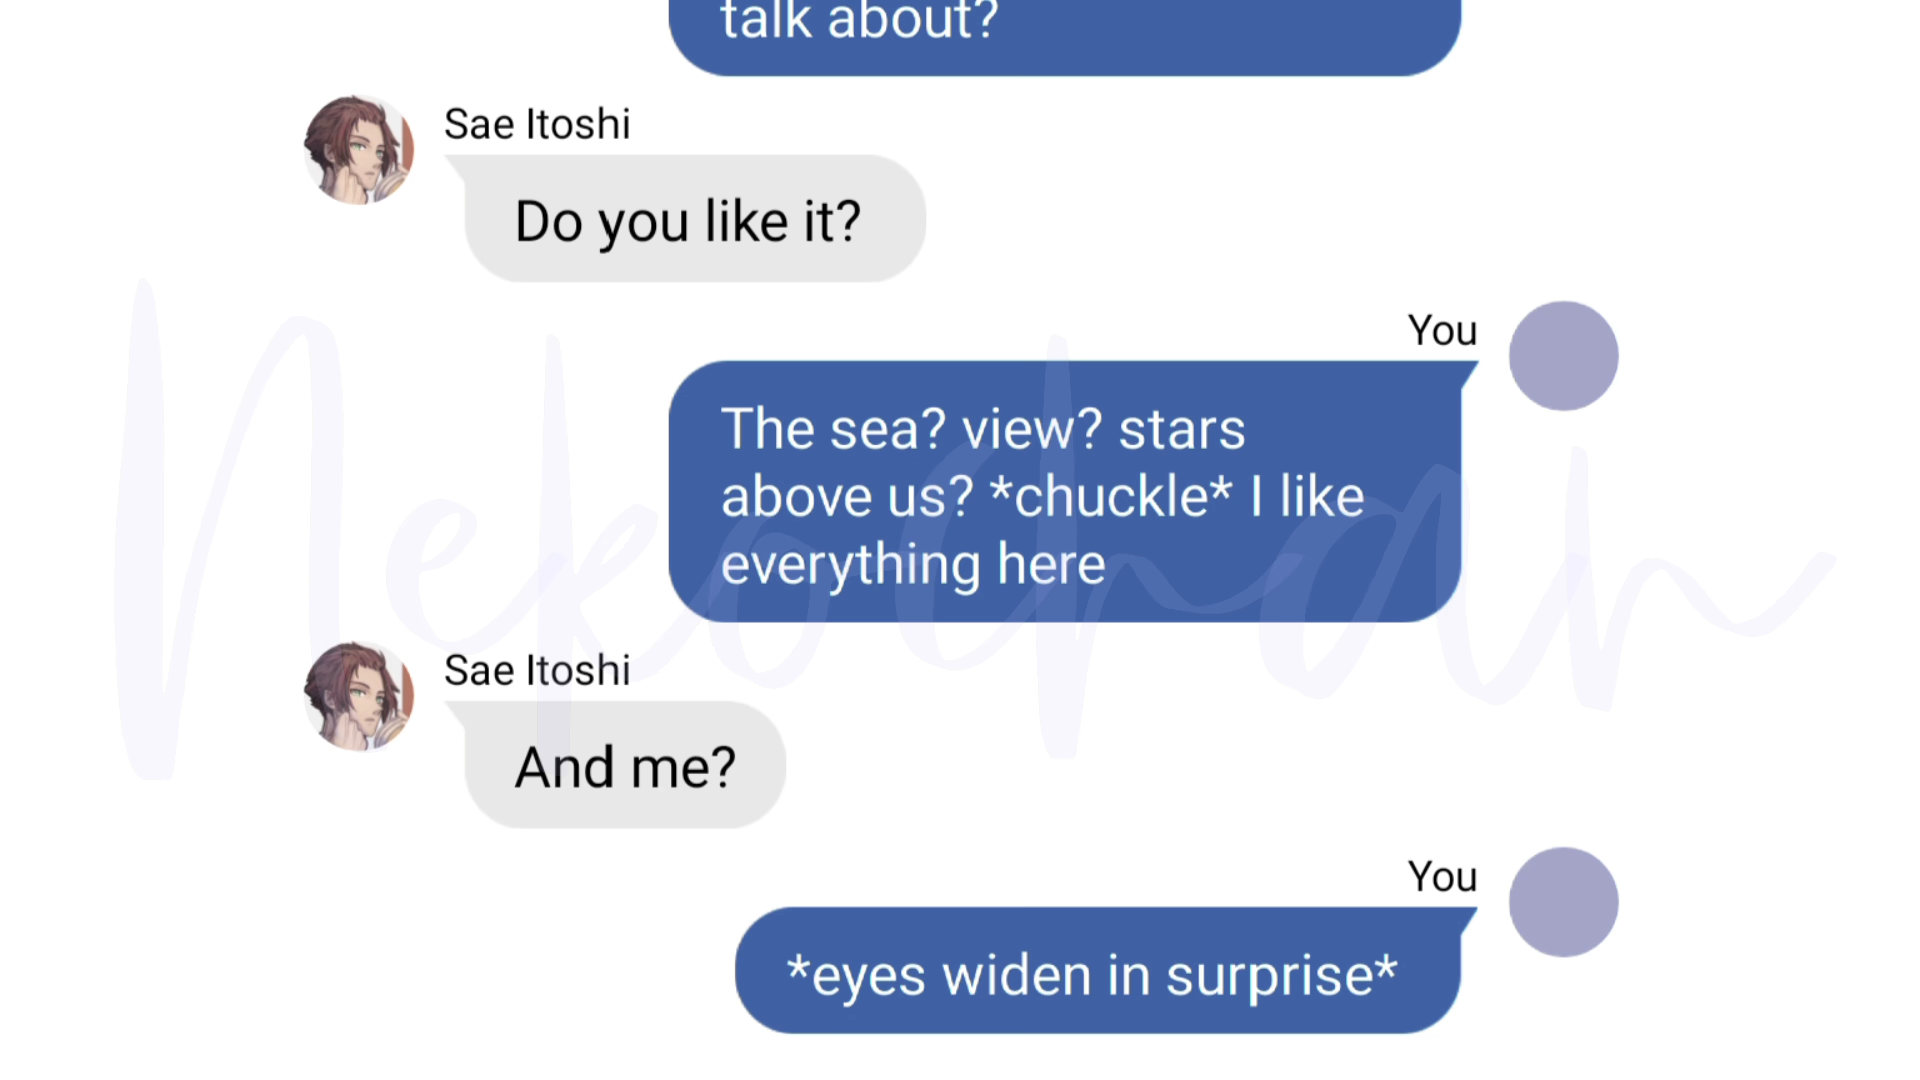 talk about?
Sae Itoshi
Do you like it?
You
The sea? view? stars
above us? *chuckle* I like
everything here
Sae Itoshi
And me?
You
*eyes widen in surprise*